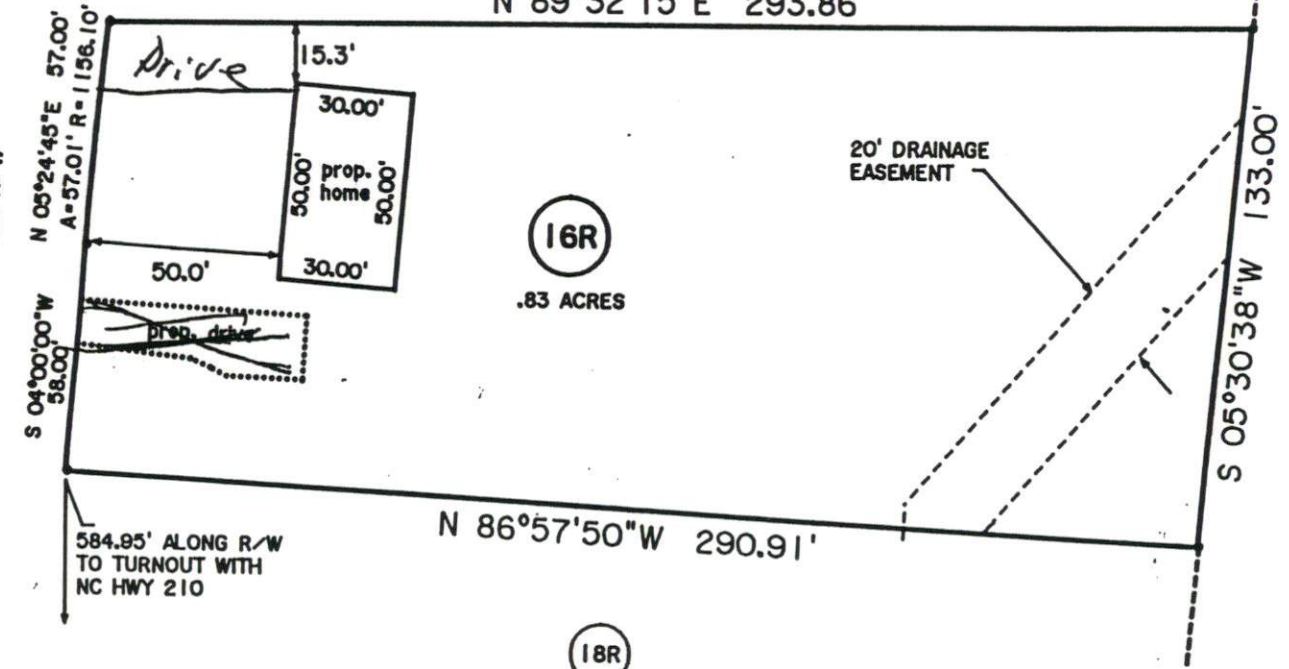 N 89°32'15"E 293.86'
Drive
15.3'
N 05°24'45"E 57.00'
A=57.01' R=1156.10'
30.00'
50.00'
prop.
home
50.00'
30.00'
50.0'
20' DRAINAGE
EASEMENT
133.00'
S 05°30'38"W
16R
.83 ACRES
prop. drive
S 04°00'00"W
58.00'
N 86°57'50"W 290.91'
584.95' ALONG R/W
TO TURNOUT WITH
NC HWY 210
18R